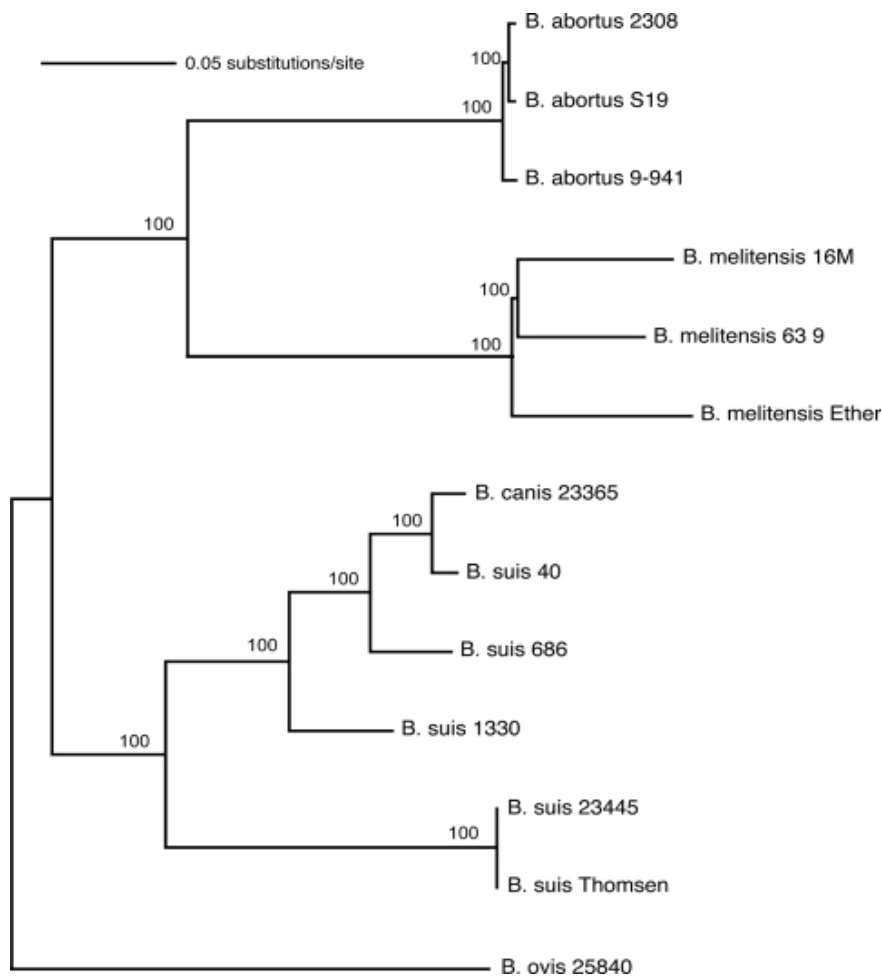 B. abortus 2308
0.05 substitutions/site
100
B. abortus S19
100
B. abortus 9-941
100
B. melitensis 16M
100
B. melitensis 63 9
100
B. melitensis Ether
B. canis 23365
100
B. suis 40
100
B. suis 686
100
B. suis 1330
100
B. suis 23445
100
B. suis Thomsen
B. ovis 25840